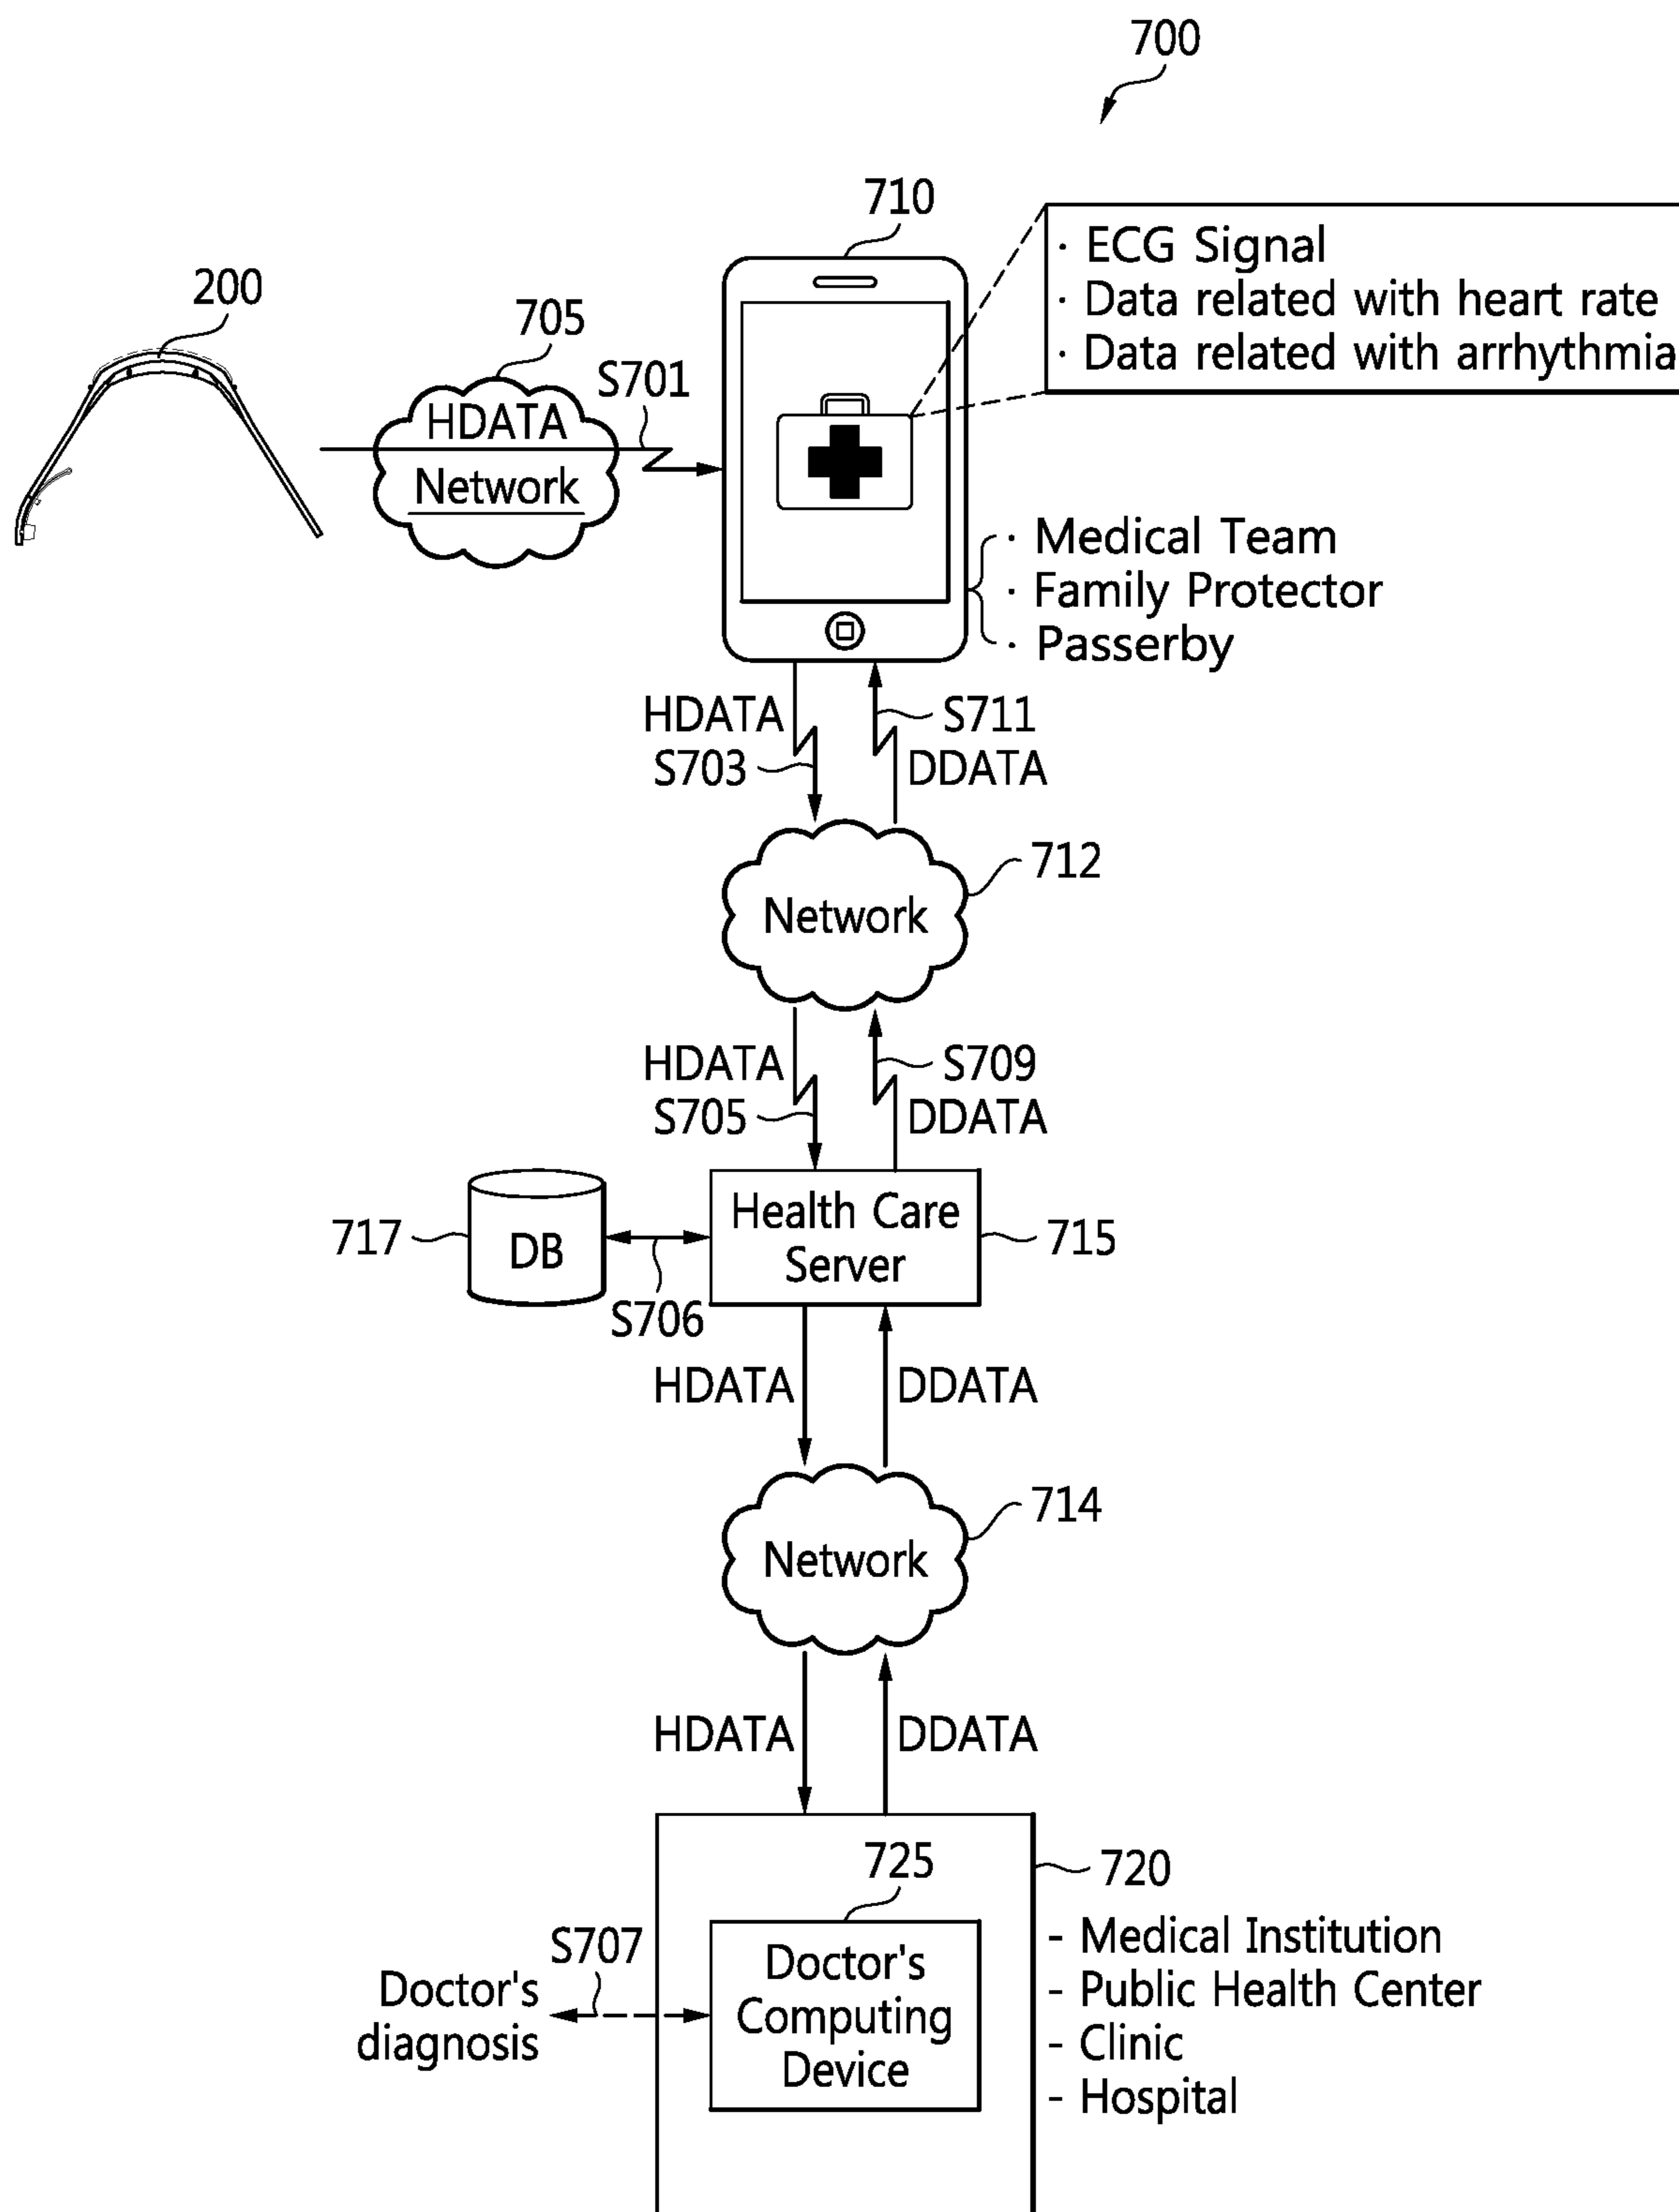 700
710
· ECG Signal
· Data related with heart rate
· Data related with arrhythmia
200
705
S701
HDATA
Network
· Medical Team
· Family Protector
· Passerby
HDATA
S711
S703
DDATA
712
Network
HDATA
S709
S705
DDATA
717
DB
Health Care
Server
715
S706
HDATA
DDATA
714
Network
HDATA
DDATA
725
720
S707
Doctor's
diagnosis
Doctor's
Computing
Device
- Medical Institution
- Public Health Center
- Clinic
- Hospital